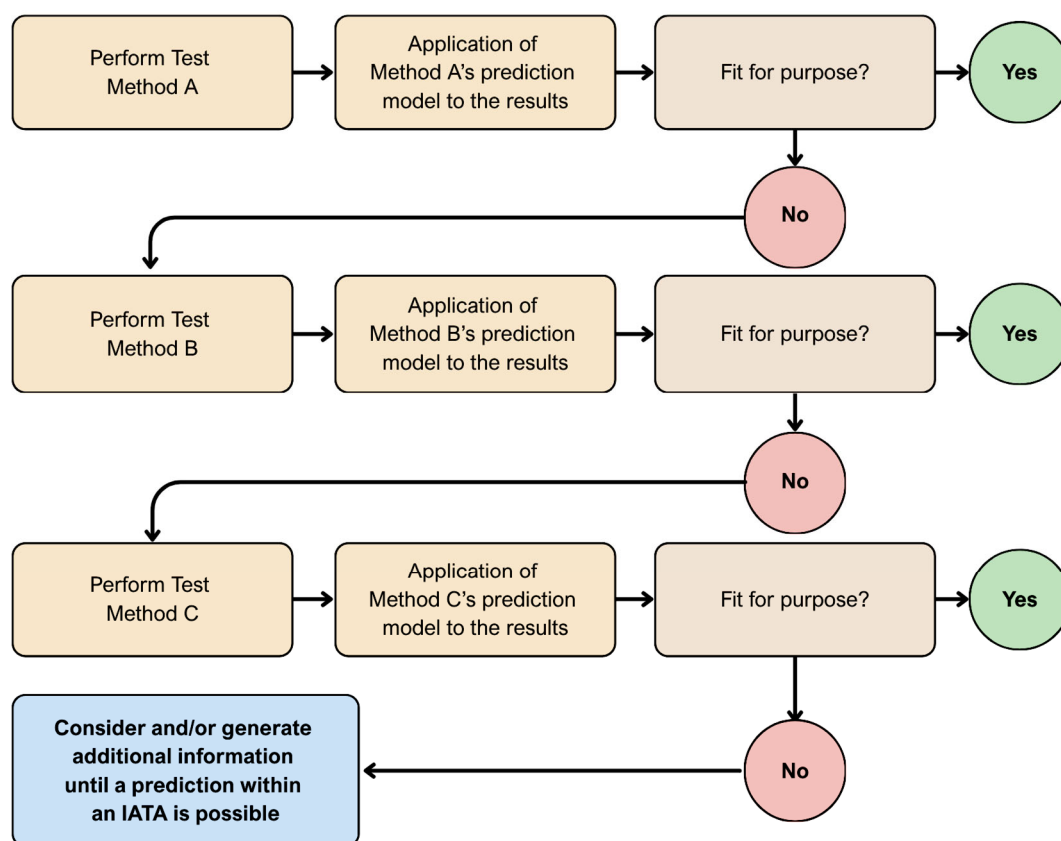 Perform Test
Method A
Application of
Method A’s prediction
model to the results
Fit for purpose?
Yes
No
Perform Test
Method B
Application of
Method B’s prediction
model to the results
Fit for purpose?
Yes
No
Perform Test
Method C
Application of
Method C’s prediction
model to the results
Fit for purpose?
Yes
No
Consider and/or generate
additional information
until a prediction within
an IATA is possible